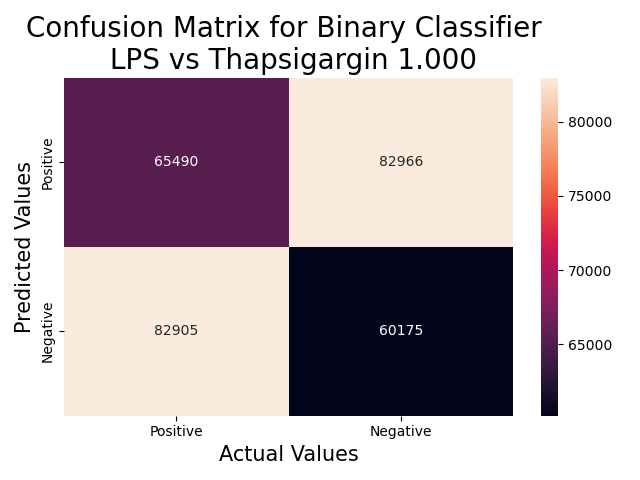 Confusion Matrix for Binary Classifier
LPS vs Thapsigargin 1.000
Predicted Values
Positive
Negative
65490
82966
82905
60175
Positive
Negative
Actual Values
80000
75000
70000
65000